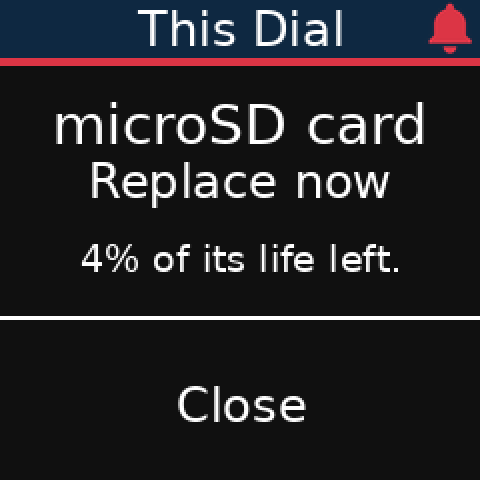 This Dial
microSD card
Replace now
4% of its life left.
Close